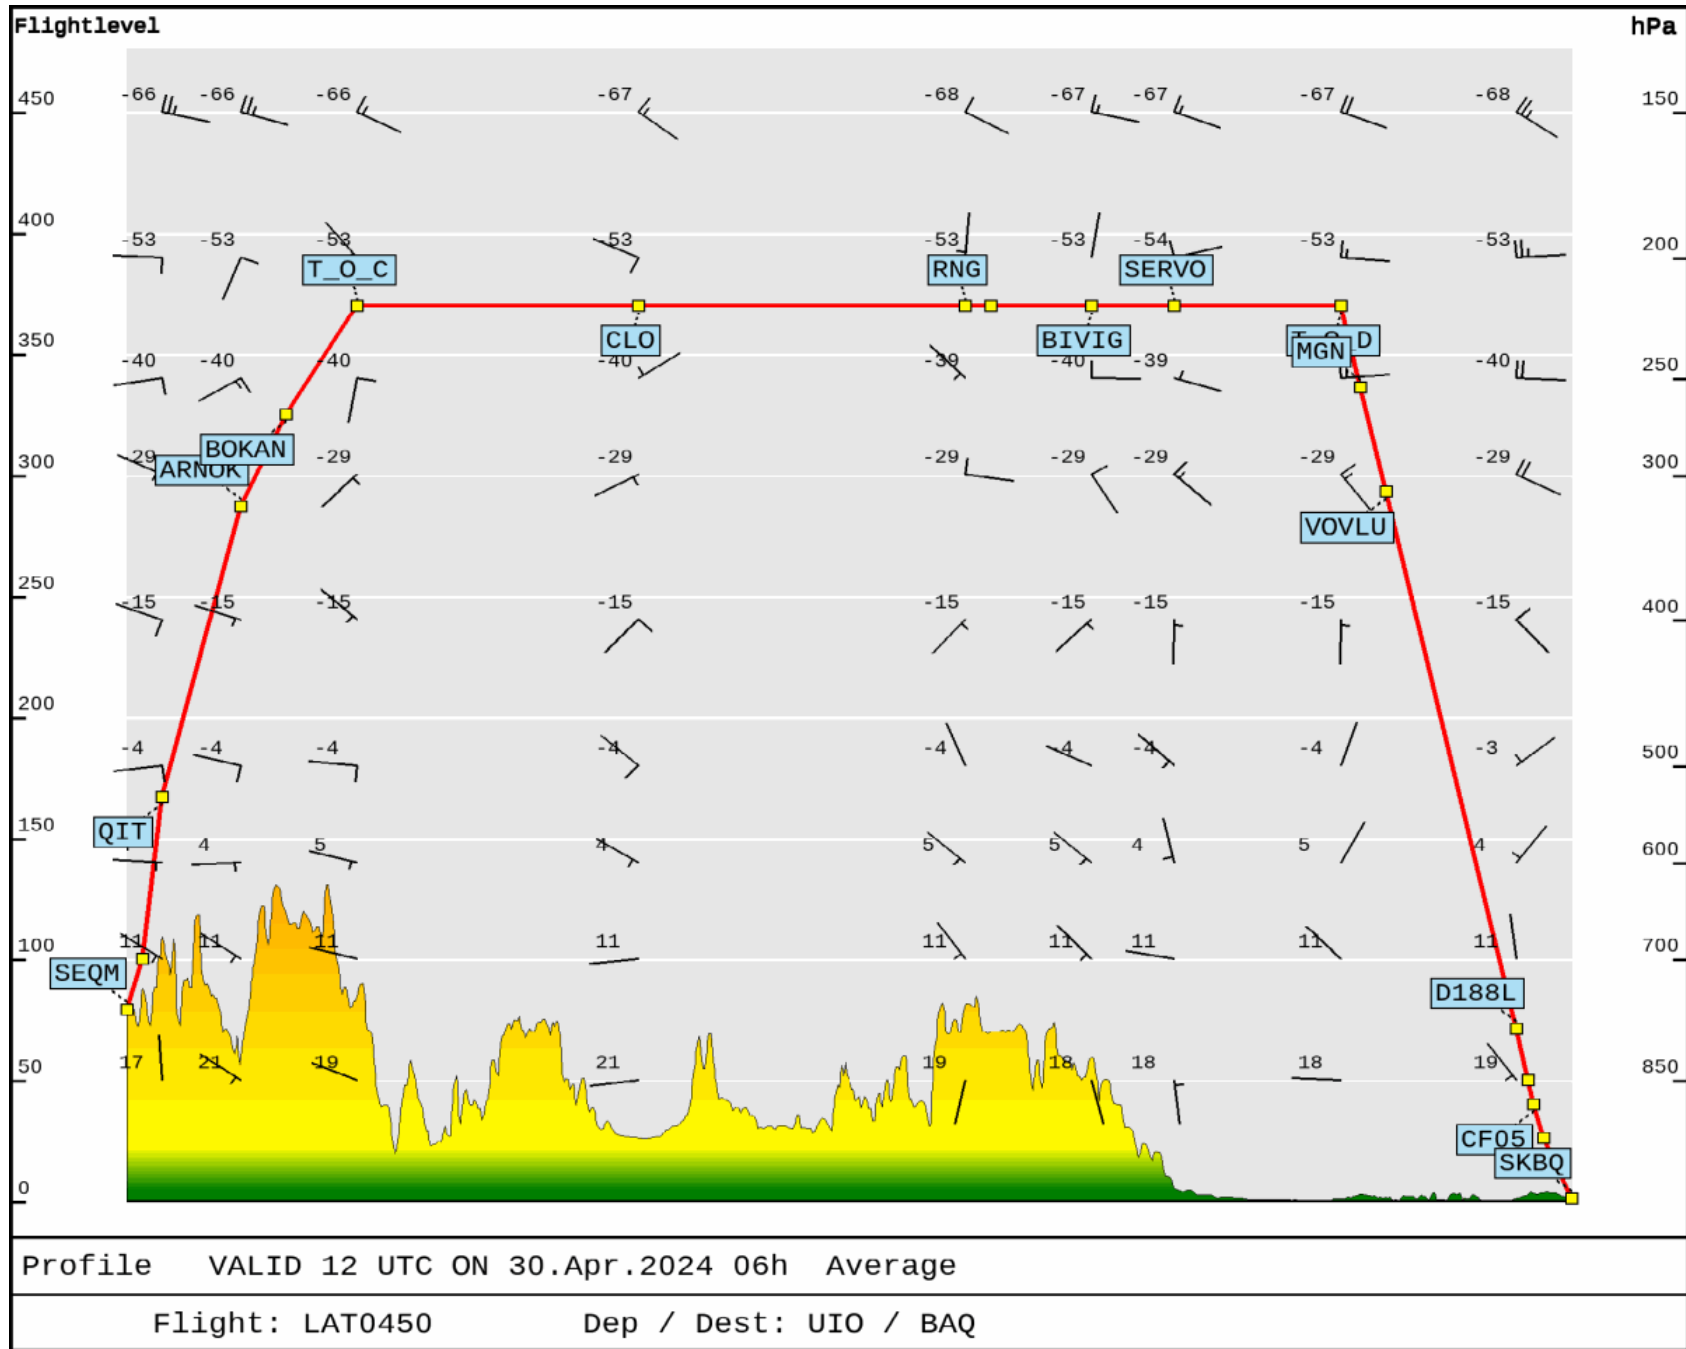 Flightlevel hPa
450 -66 -66 -66 -67 -68 -67 -67 -67 -68 150
400
-53 -53 -53 -53 -53 -53 -54 -53 -53 200
T_O_C RNG SERVO
CLO BIVIG T_O_D
MGN
350
-40 -40 -40 -40 -39 -40 -39 -40 250
BOKAN
ARNOK
-29 -29 -29 -29 -29 -29 -29 -29
300 300
VOVLU
250
-15 -15 -15 -15 -15 -15 -15 -15 -15 400
200
-4 -4 -4 -4 -4 -4 -4 -4 -3 500
QIT
150
4 5 4 5 5 4 5 4 600
100 11 11 11 11 11 11 11 11 11 700
SEQM
D188L
50 17 21 19 21 19 18 18 18 19 850
CF05
SKBQ
0
Profile VALID 12 UTC ON 30.Apr.2024 06h Average
Flight: LAT0450 Dep / Dest: UIO / BAQ